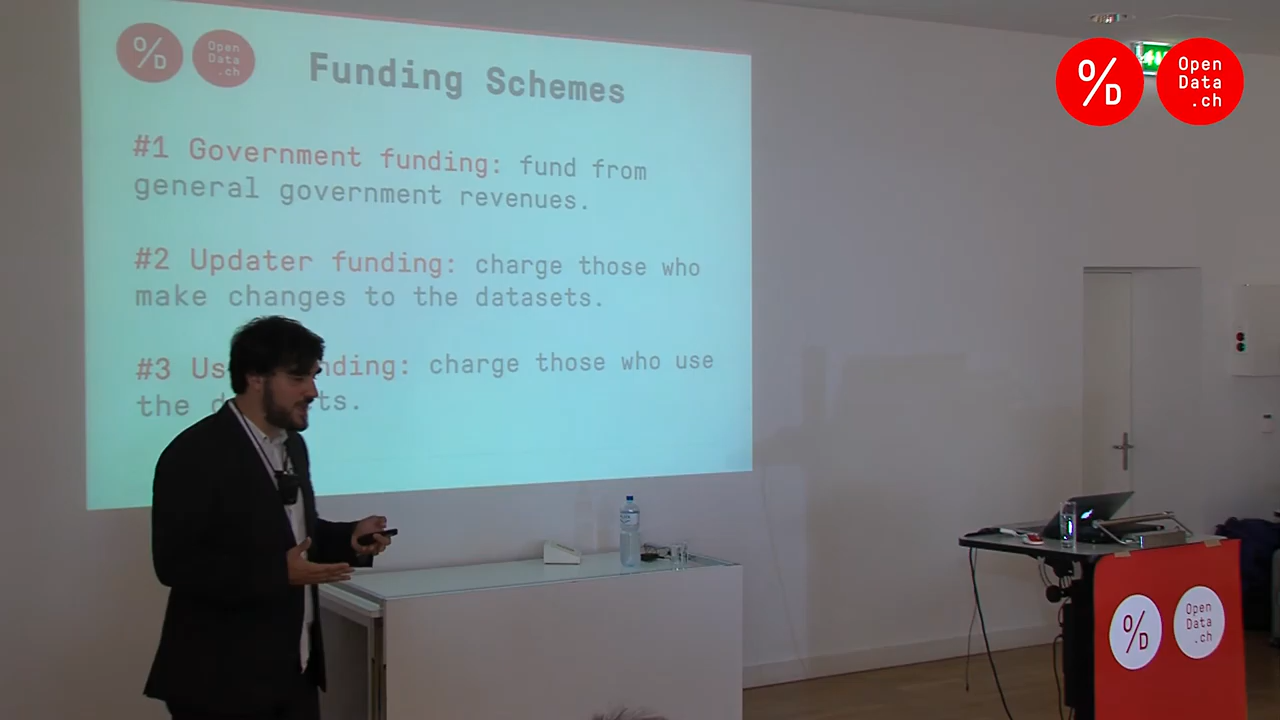 %D
Open
Data
.ch
Funding Schemes
#1 Government funding: fund from
general government revenues.
#2 Updater funding: charge those who
make changes to the datasets.
#3 Us nding: charge those who use
the d ts.
%D
Open
Data
.ch
%D
Open
Data
.ch